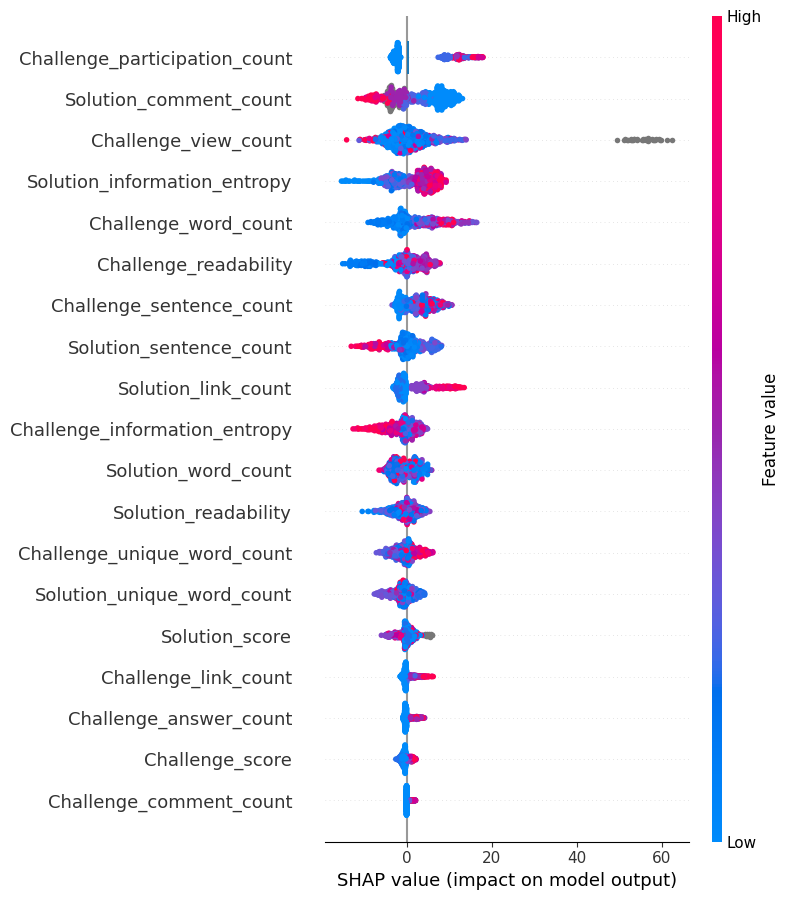 High
Challenge_participation_count
Solution_comment_count
Challenge_view_count
Solution_information_entropy
Challenge_word_count
Challenge_readability
Challenge_sentence_count
Solution_sentence_count
Solution_link_count
Challenge_information_entropy
Solution_word_count
Solution_readability
Challenge_unique_word_count
Solution_unique_word_count
Solution_score
Challenge_link_count
Challenge_answer_count
Challenge_score
Challenge_comment_count
Feature value
Low
0 20 40 60
SHAP value (impact on model output)